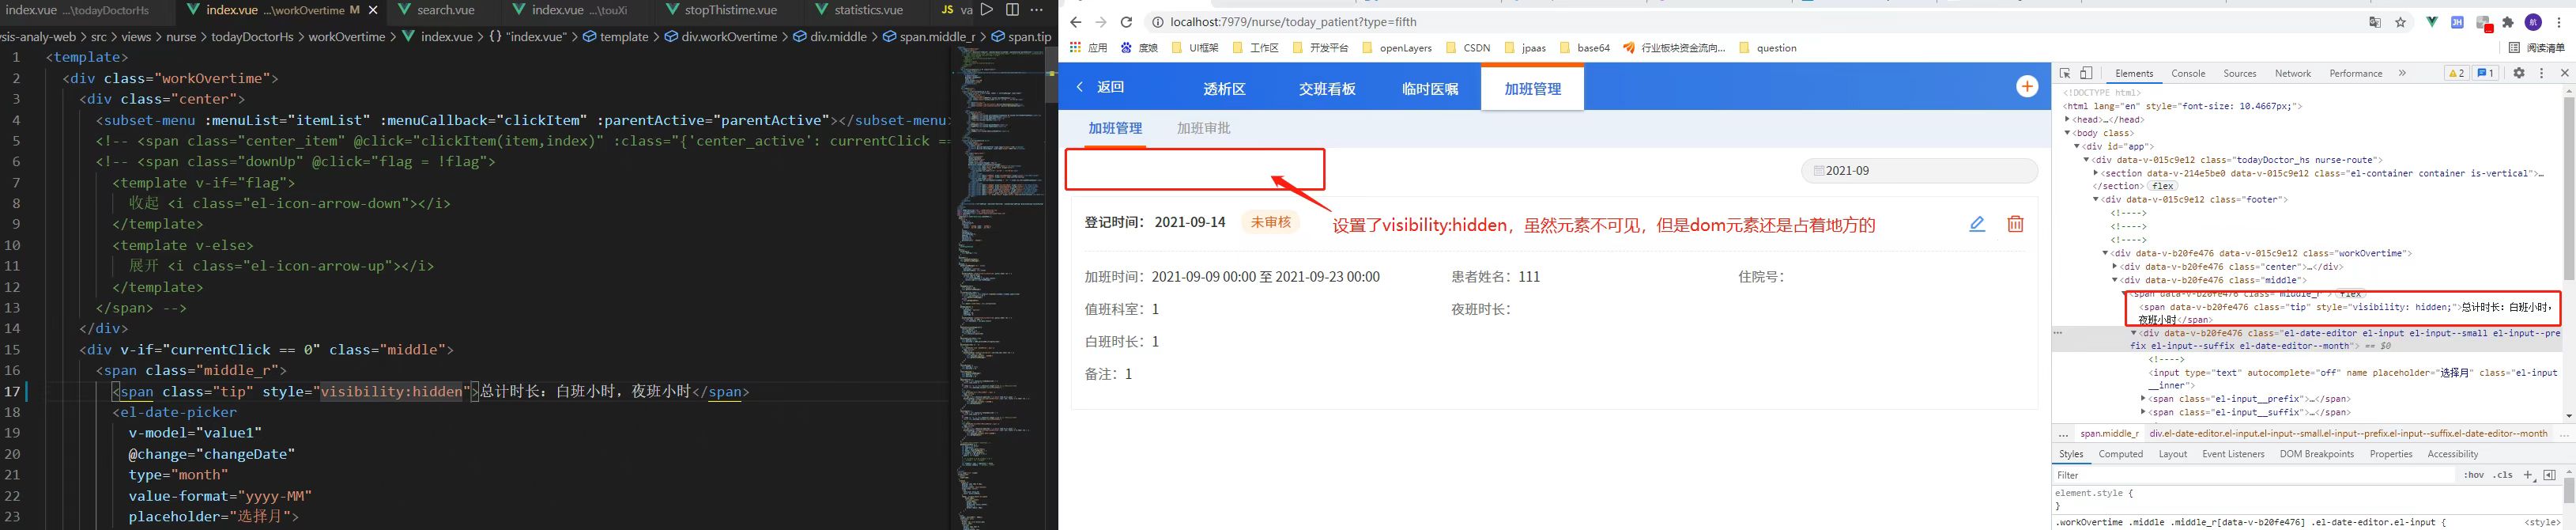 index.vue ...\todayDoctorHs index.vue ...\workOvertime M × search.vue index.vue ...\touXi stopThistime.vue statistics.vue JS va
ysis-analy-web > src > views > nurse > todayDoctorHs > workOvertime > index.vue > {} "index.vue" > template > div.workOvertime > div.middle > span.middle_r > span.tip
1 <template>
2 <div class="workOvertime">
3 <div class="center">
4 <subset-menu :menuList="itemList" :menuCallback="clickItem" :parentActive="parentActive"></subset-menu>
5 <!-- <span class="center_item" @click="clickItem(item,index)" :class="{'center_active': currentClick ==
6 <!-- <span class="downUp" @click="flag = !flag">
7 <template v-if="flag">
8 收起 <i class="el-icon-arrow-down"></i>
9 </template>
10 <template v-else>
11 展开 <i class="el-icon-arrow-up"></i>
12 </template>
13 </span> -->
14 </div>
15 <div v-if="currentClick == 0" class="middle">
16 <span class="middle_r">
17 <span class="tip" style="visibility:hidden">总计时长：白班小时，夜班小时</span>
18 <el-date-picker
19 v-model="value1"
20 @change="changeDate"
21 type="month"
22 value-format="yyyy-MM"
23 placeholder="选择月">
localhost:7979/nurse/today_patient?type=fifth
应用 度娘 UI框架 工作区 开发平台 openLayers CSDN jpaas base64 行业板块资金流向... question 阅读清单
返回 透析区 交班看板 临时医嘱 加班管理
加班管理 加班审批
2021-09
登记时间： 2021-09-14 未审核
设置了visibility:hidden，虽然元素不可见，但是dom元素还是占着地方的
加班时间：2021-09-09 00:00 至 2021-09-23 00:00 患者姓名：111 住院号：
值班科室：1 夜班时长：
白班时长：1
备注：1
Elements Console Sources Network Performance » 2 1
<!DOCTYPE html>
<html lang="en" style="font-size: 10.4667px;">
<head>…</head>
<body class>
<div id="app">
<div data-v-015c9e12 class="todayDoctor_hs nurse-route">
<section data-v-214e5be0 data-v-015c9e12 class="el-container container is-vertical">…
</section> flex
<div data-v-015c9e12 class="footer">
<!---->
<!---->
<!---->
<div data-v-b20fe476 data-v-015c9e12 class="workOvertime">
<div data-v-b20fe476 class="center">…</div>
<div data-v-b20fe476 class="middle">
<span data-v-b20fe476 class="middle_r"> flex
<span data-v-b20fe476 class="tip" style="visibility: hidden;">总计时长：白班小时，
夜班小时</span>
<div data-v-b20fe476 class="el-date-editor el-input el-input--small el-input--pre
fix el-input--suffix el-date-editor--month"> == $0
<!---->
<input type="text" autocomplete="off" name placeholder="选择月" class="el-input
__inner">
<span class="el-input__prefix">…</span>
<span class="el-input__suffix">…</span>
... span.middle_r div.el-date-editor.el-input.el-input--small.el-input--prefix.el-input--suffix.el-date-editor--month ...
Styles Computed Layout Event Listeners DOM Breakpoints Properties Accessibility
Filter :hov .cls +
element.style {
}
.workOvertime .middle .middle_r[data-v-b20fe476] .el-date-editor.el-input { <style>